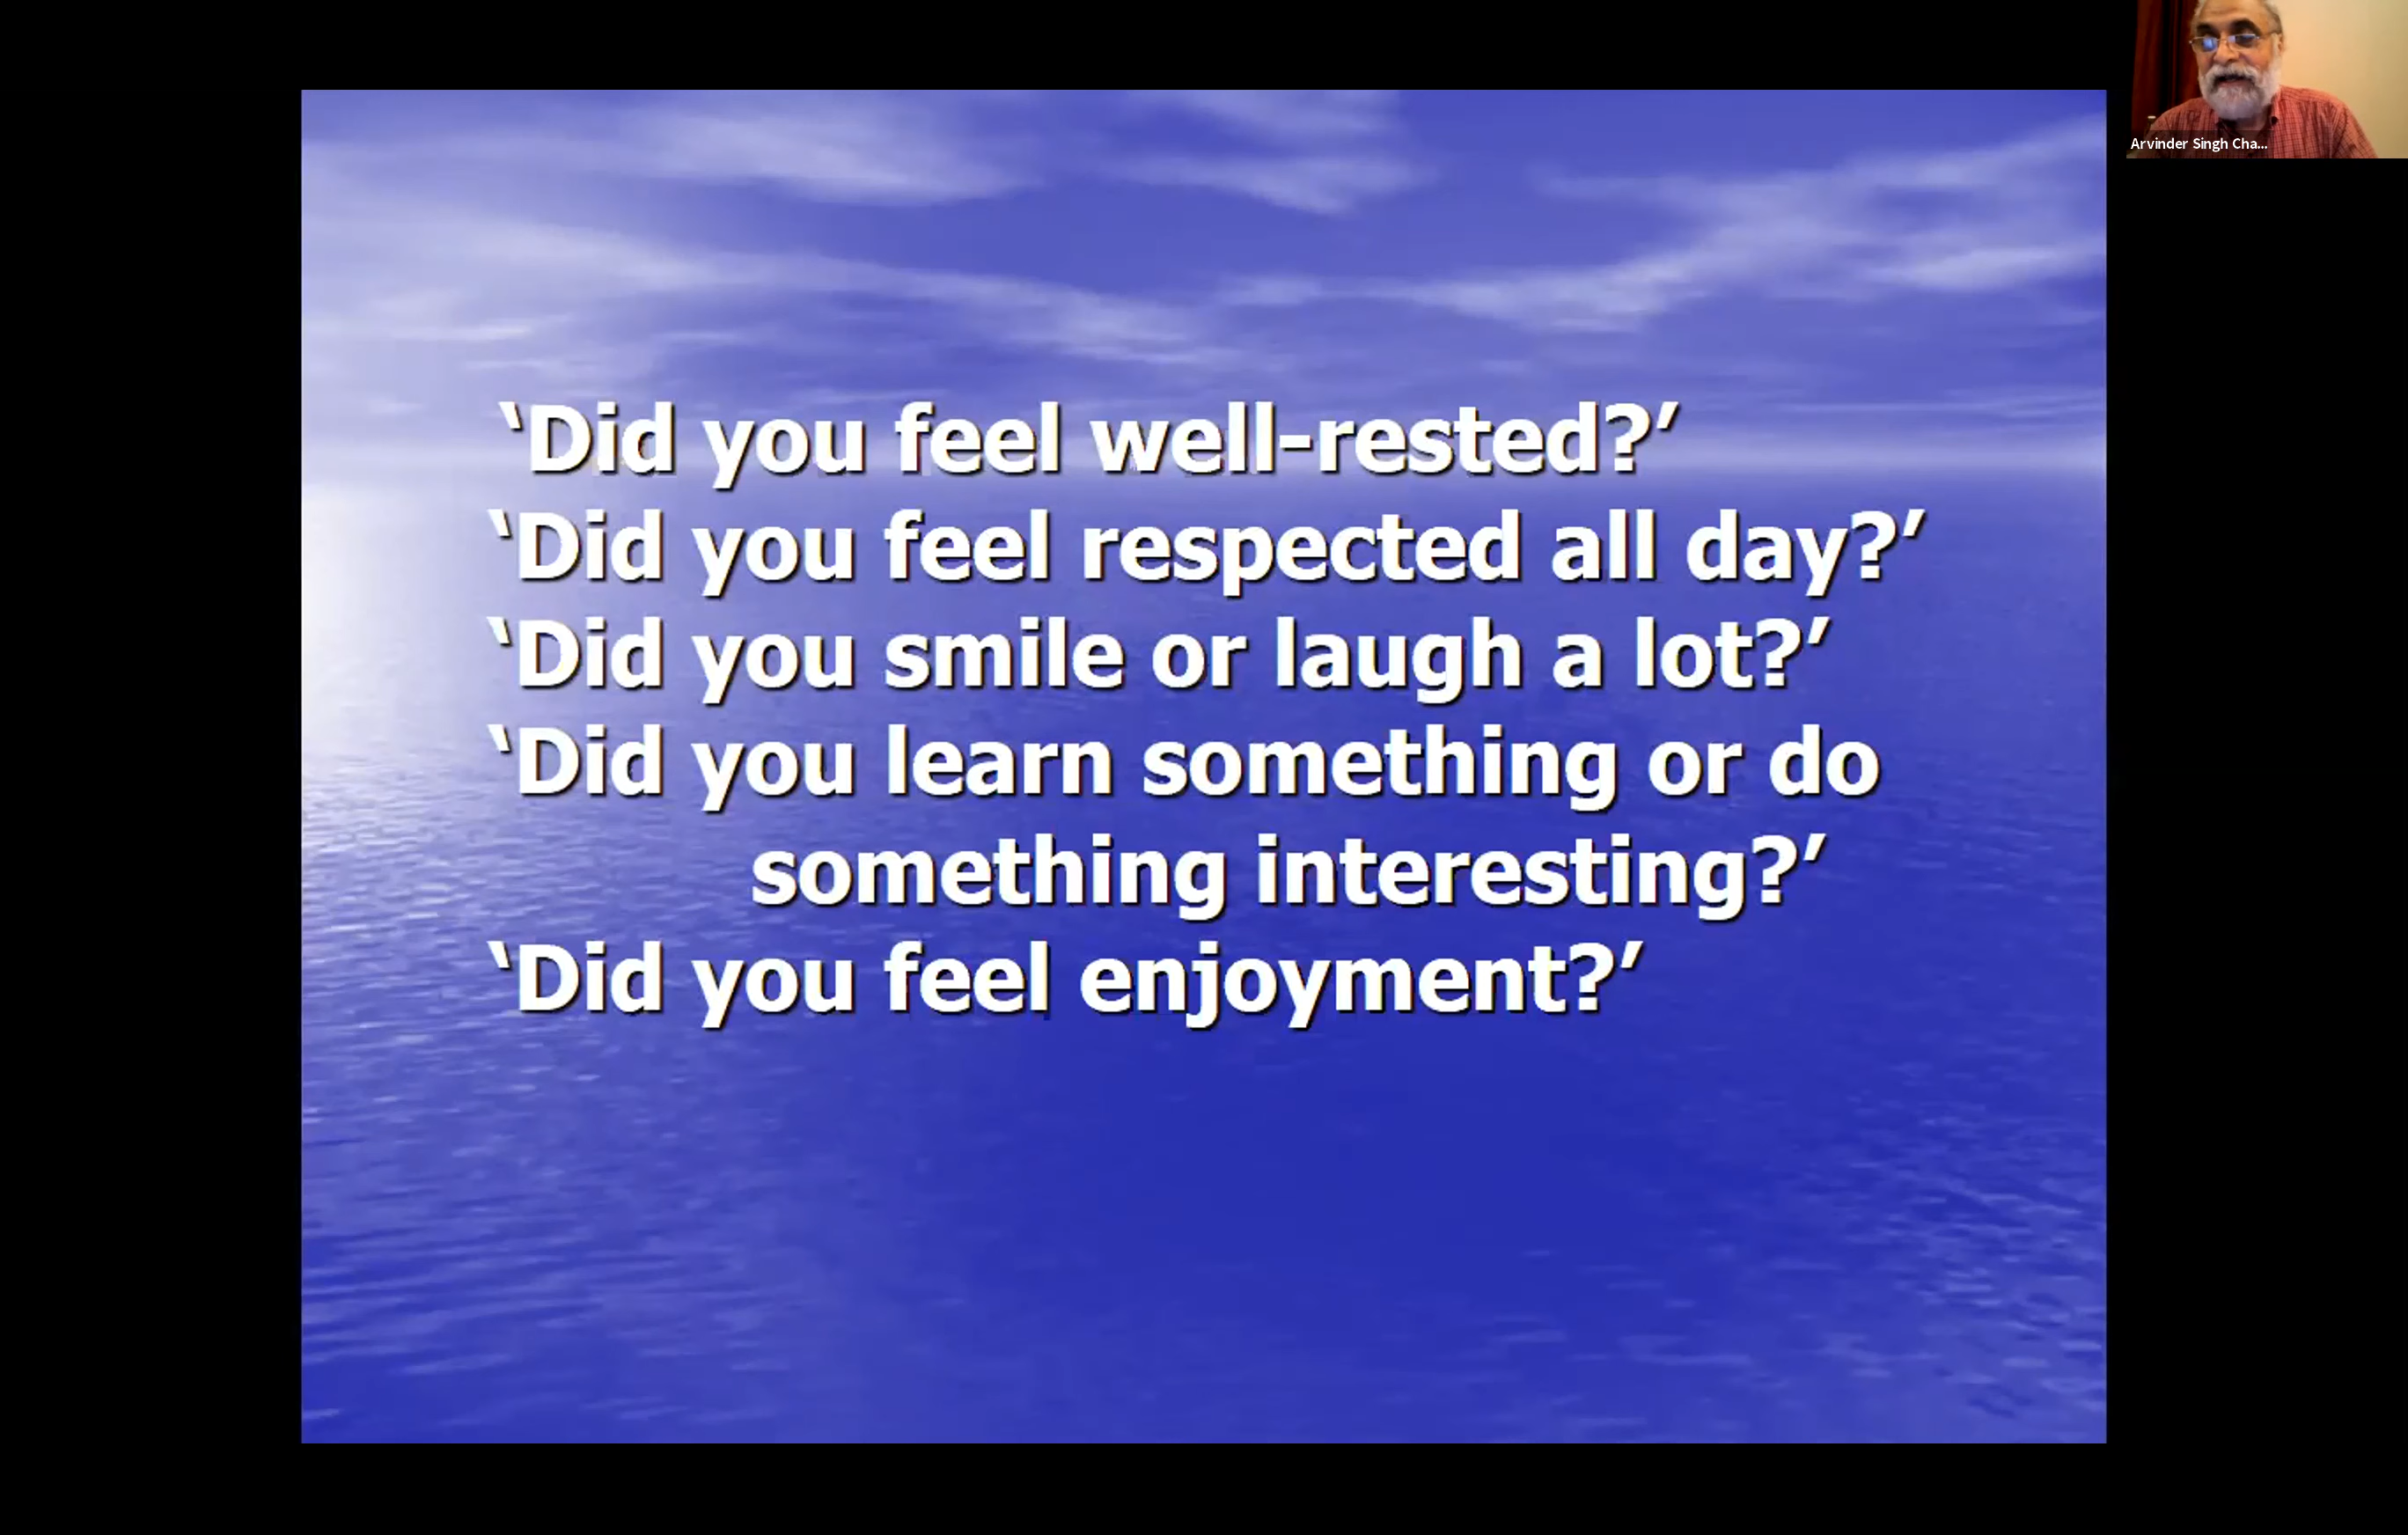 Arvinder Singh Cha...
‘Did you feel well-rested?’
‘Did you feel respected all day?’
‘Did you smile or laugh a lot?’
‘Did you learn something or do
something interesting?’
‘Did you feel enjoyment?’